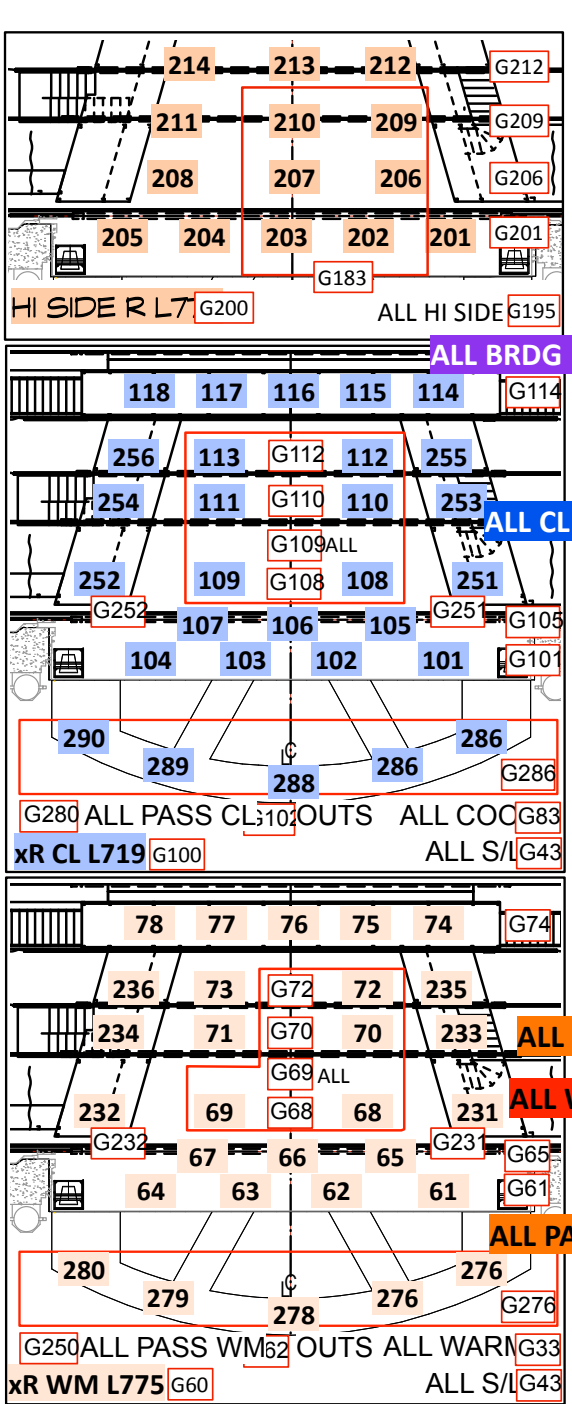 214 213 212 G212
211 210 209 G209
208 207 206 G206
205 204 203 202 201 G201
G183
HI SIDE R L77 G200 ALL HI SIDE G195
ALL BRDG
118 117 116 115 114 G114
256 113 G112 112 255
254 111 G110 110 253 ALL CL
G109 ALL
252 109 G108 108 251
G252 G251
107 106 105 G105
104 103 102 101 G101
290 286
289 ℄ 286
288 G286
G280 ALL PASS CL G102 OUTS ALL COO G83
xR CL L719 G100 ALL S/L G43
78 77 76 75 74 G74
236 73 G72 72 235
234 71 G70 70 233 ALL
G69 ALL
232 69 G68 68 231 ALL
G232 G231
67 66 65 G65
64 63 62 61 G61
ALL PA
280 276
279 ℄ 276
278 G276
G250 ALL PASS WM 62 OUTS ALL WARM G33
xR WM L775 G60 ALL S/L G43